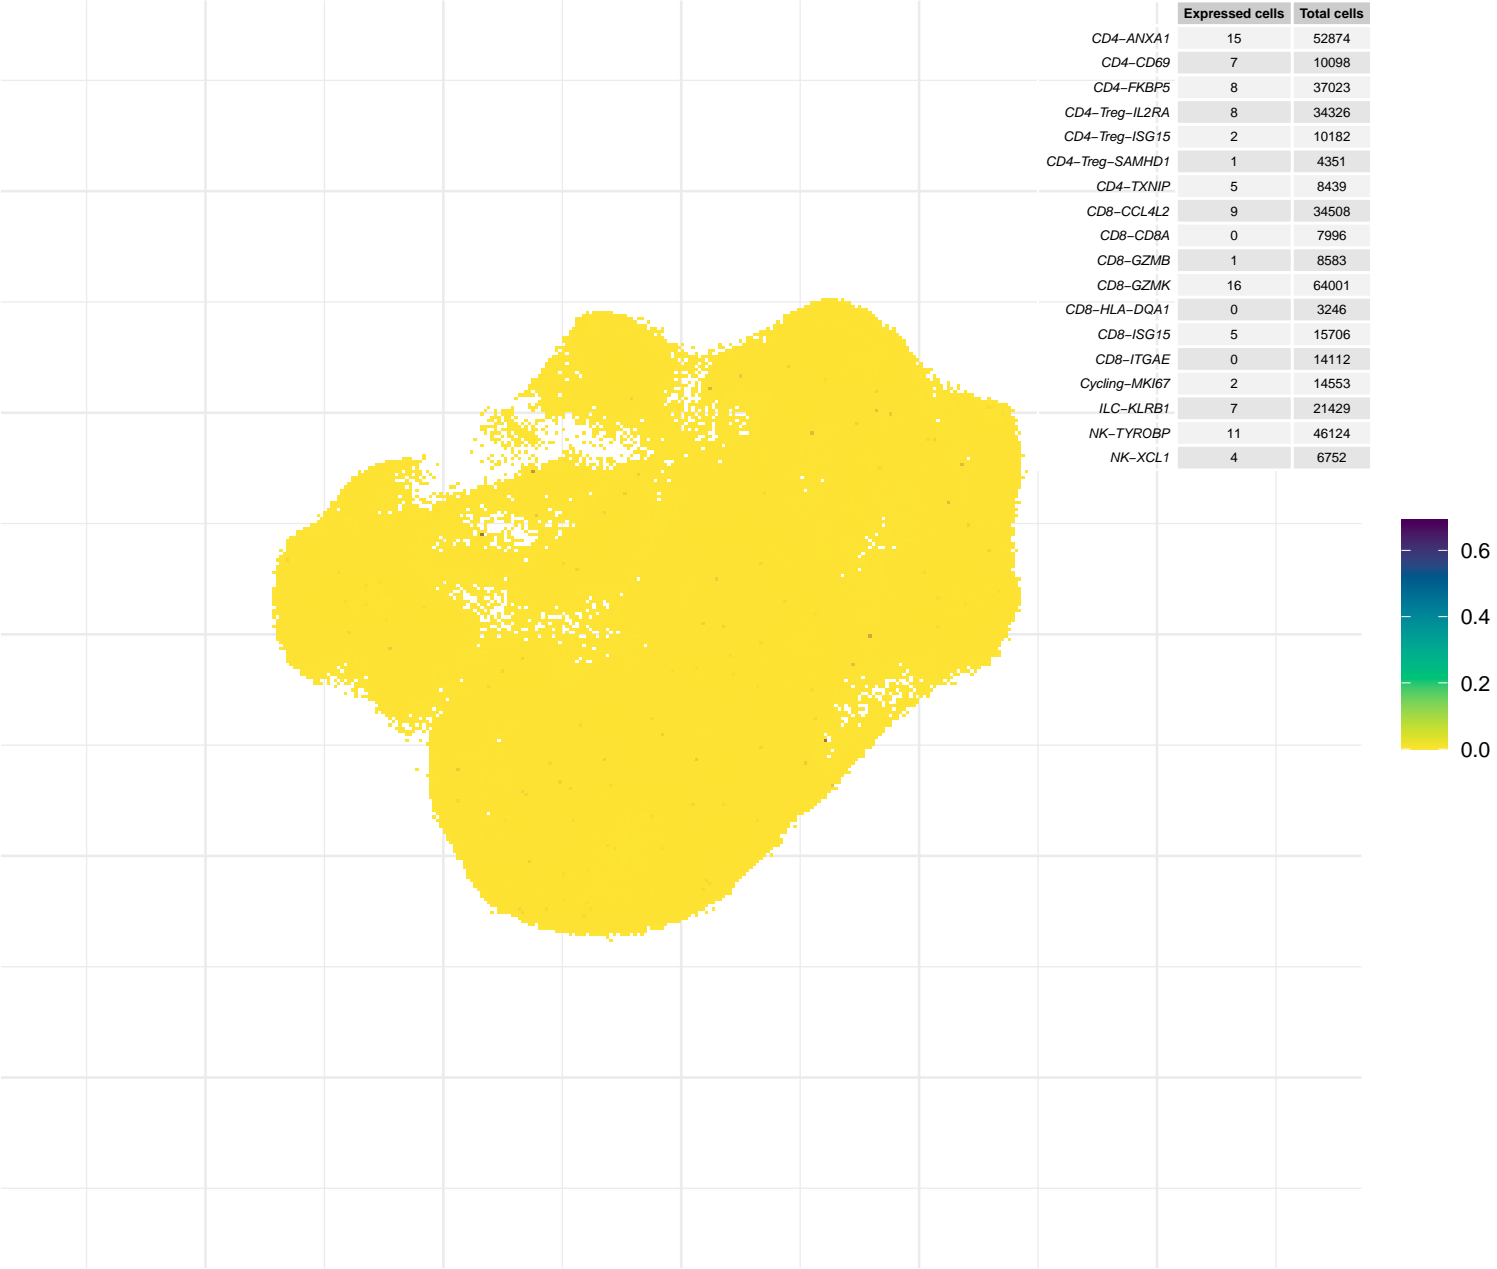 Expressed cells Total cells
CD4−ANXA1 15 52874
CD4−CD69 7 10098
CD4−FKBP5 8 37023
CD4−Treg−IL2RA 8 34326
CD4−Treg−ISG15 2 10182
CD4−Treg−SAMHD1 1 4351
CD4−TXNIP 5 8439
CD8−CCL4L2 9 34508
CD8−CD8A 0 7996
CD8−GZMB 1 8583
CD8−GZMK 16 64001
CD8−HLA−DQA1 0 3246
CD8−ISG15 5 15706
CD8−ITGAE 0 14112
Cycling−MKI67 2 14553
ILC−KLRB1 7 21429
NK−TYROBP 11 46124
NK−XCL1 4 6752
0.6
0.4
0.2
0.0